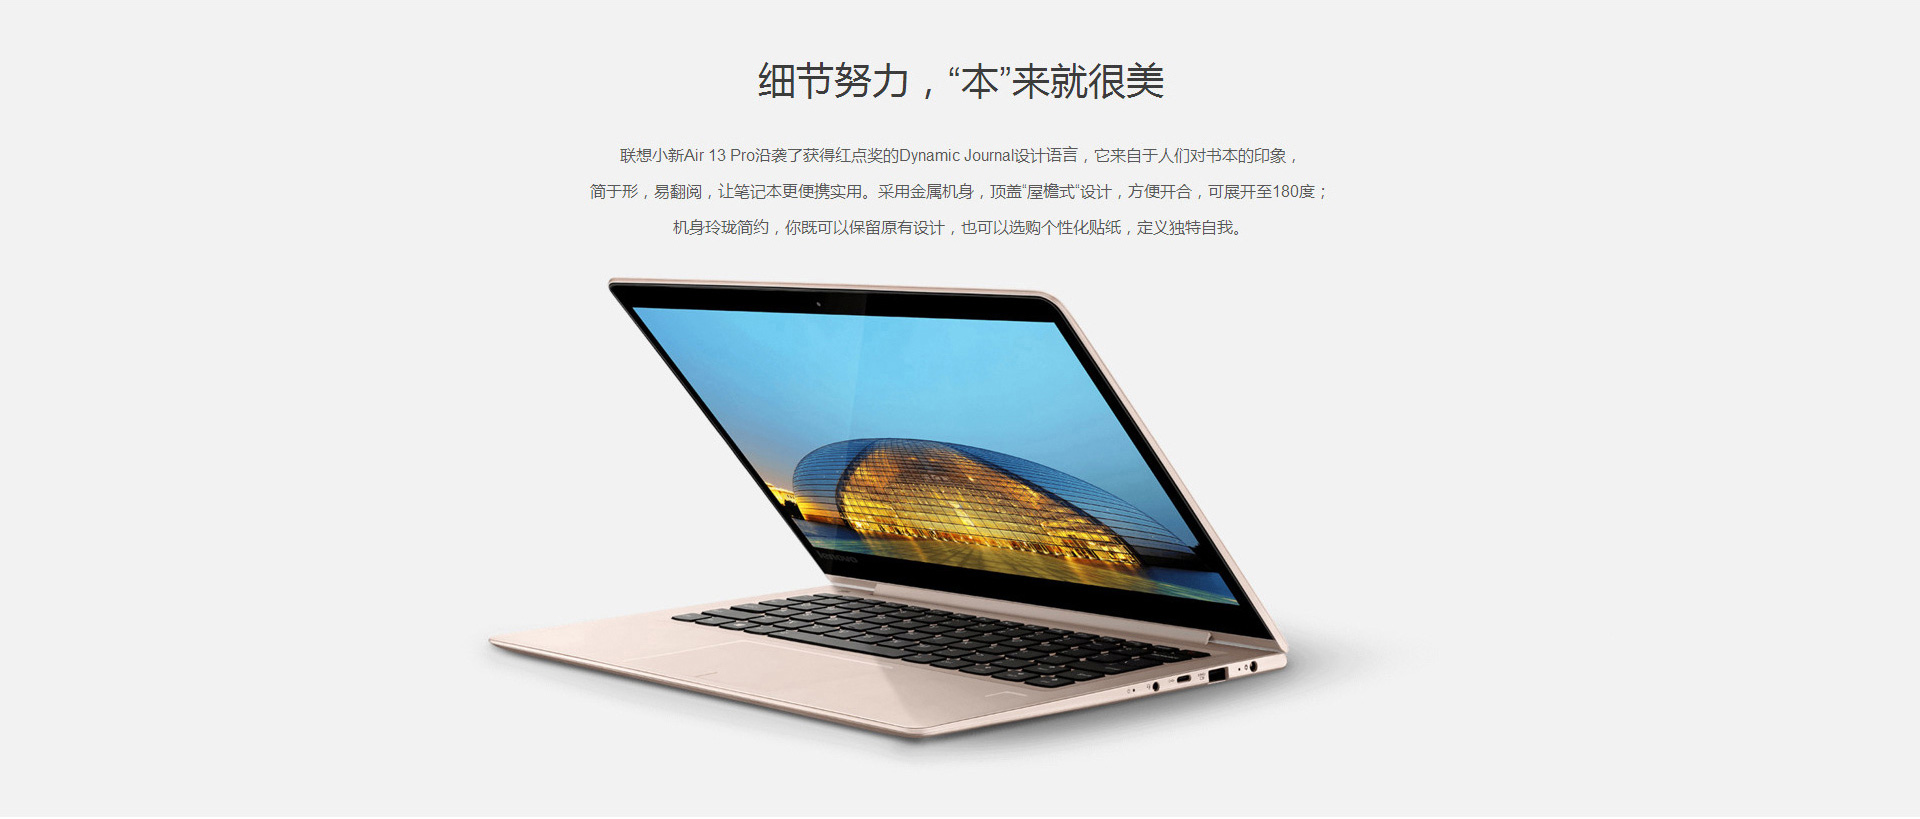 细节努力，“本”来就很美
联想小新Air 13 Pro沿袭了获得红点奖的Dynamic Journal设计语言，它来自于人们对书本的印象，
简于形，易翻阅，让笔记本更便携实用。采用金属机身，顶盖“屋檐式“设计，方便开合，可展开至180度；
机身玲珑简约，你既可以保留原有设计，也可以选购个性化贴纸，定义独特自我。
lenovo